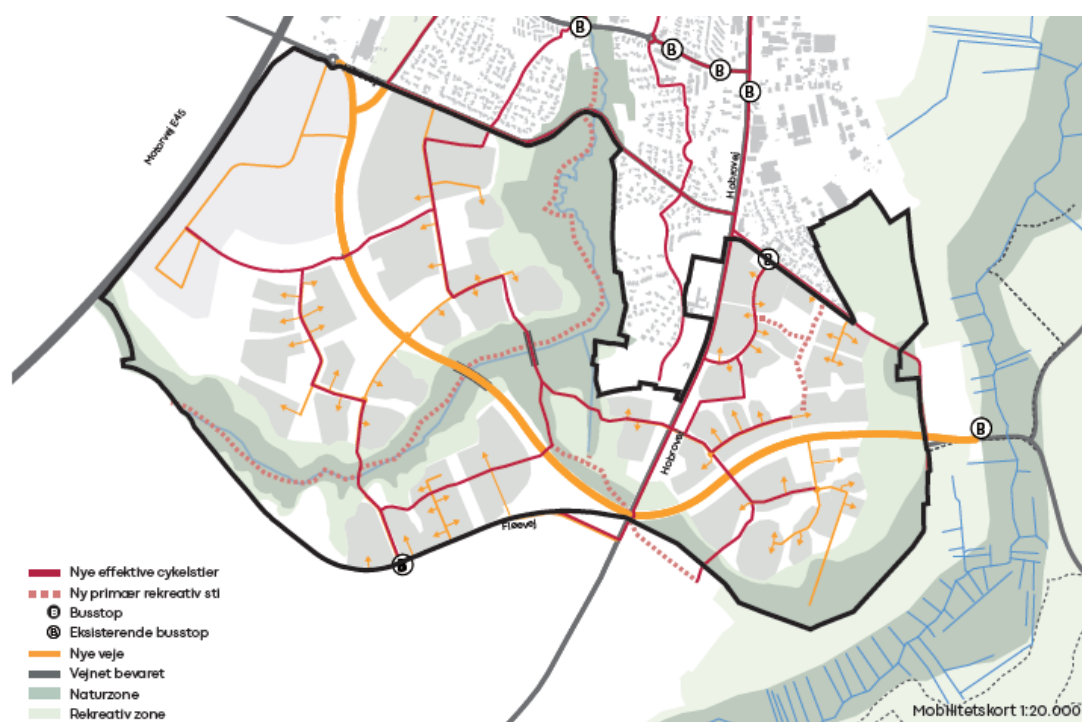 B
B
B
B
Motorvej E45
Hobrovej
B
Hobrovej
B
Fløevej
B
Nye effektive cykelstier
Ny primær rekreativ sti
B Busstop
B Eksisterende busstop
Nye veje
Vejnet bevaret
Naturzone
Rekreativ zone
Mobilitetskort 1:20.000